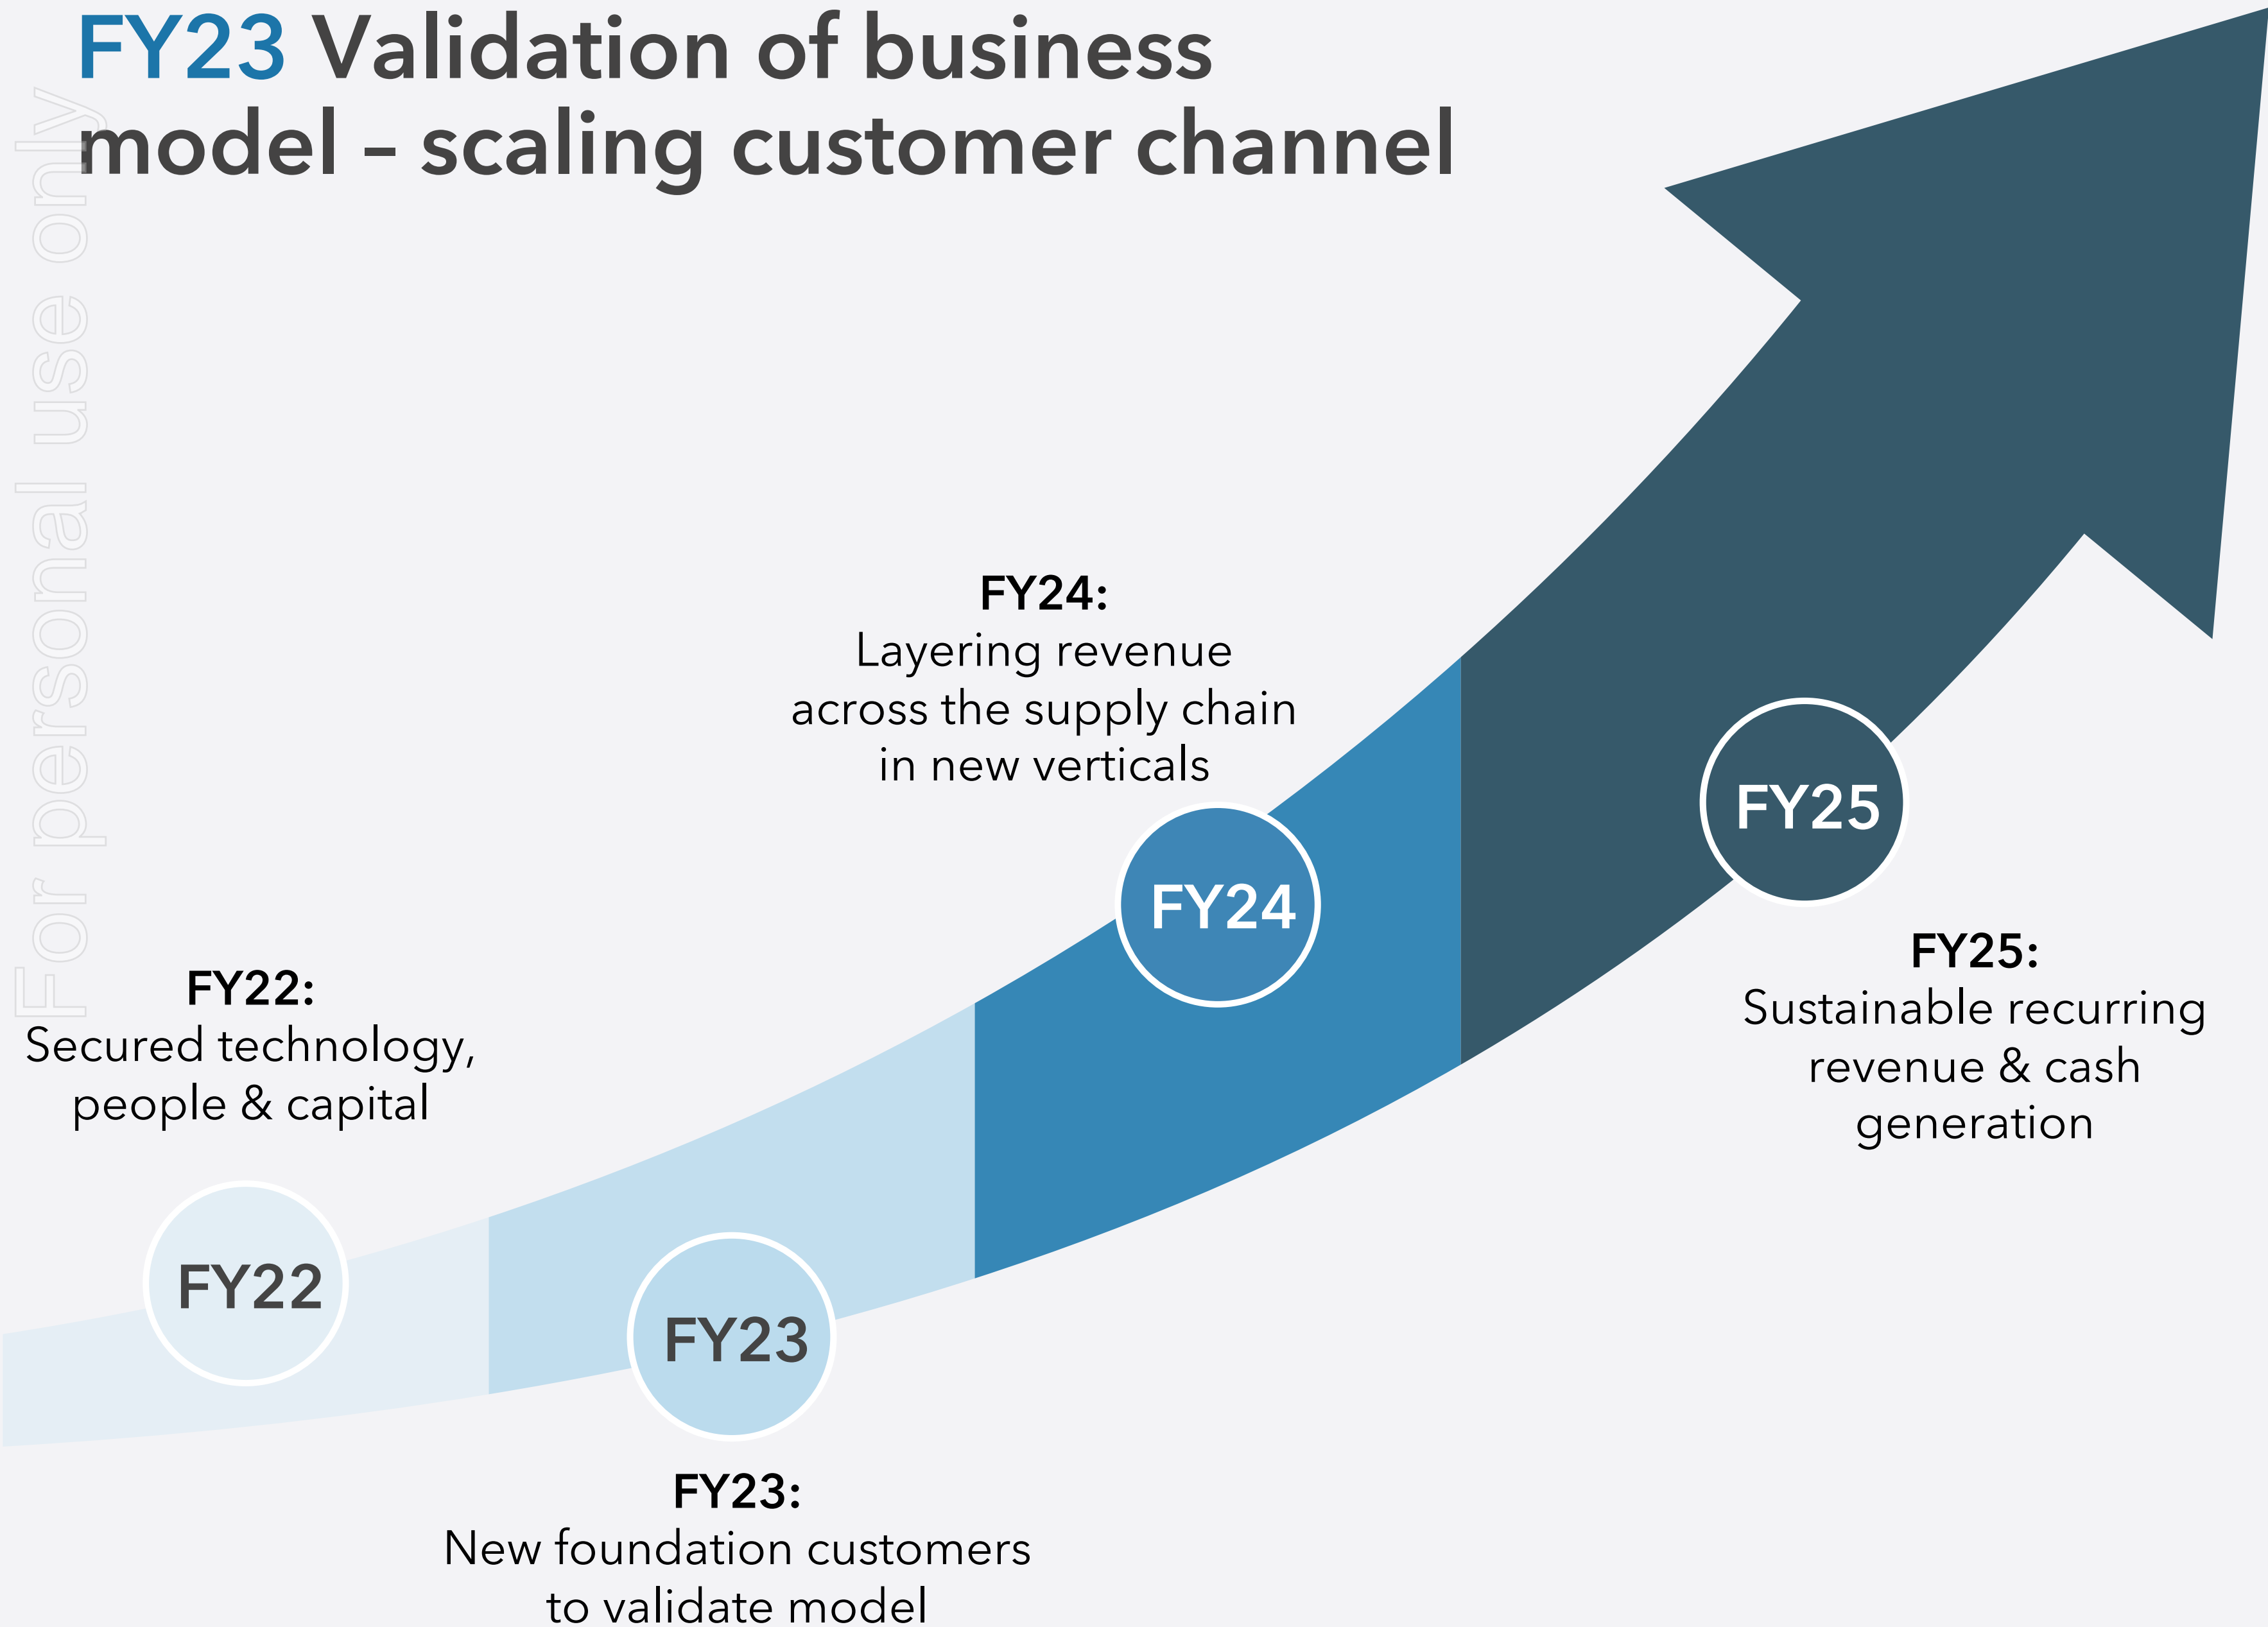 FY23 Validation of business
model – scaling customer channel
For personal use only
FY24:
Layering revenue
across the supply chain
in new verticals
FY25
FY24
FY25:
Sustainable recurring
revenue & cash
generation
FY22:
Secured technology,
people & capital
FY22
FY23
FY23:
New foundation customers
to validate model